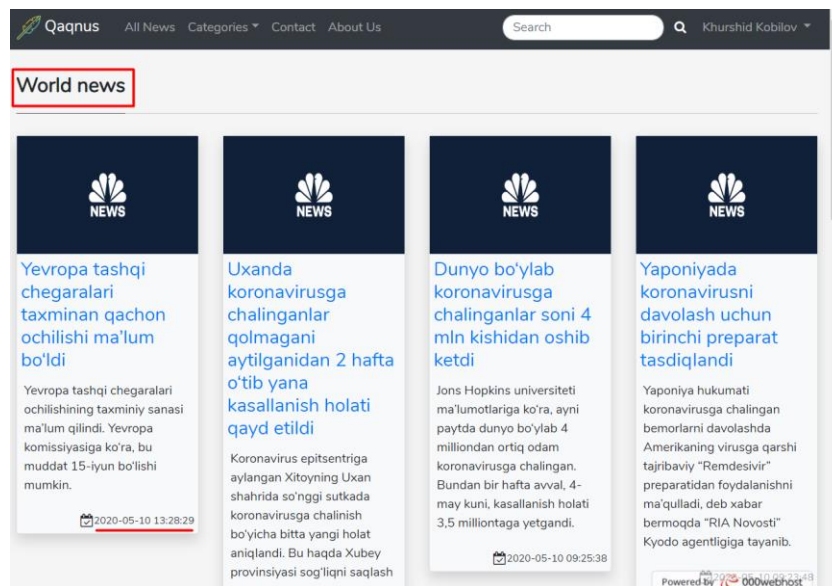 Qaqnus All News Categories Contact About Us Search Khurshid Kobilov
World news
NEWS
Yevropa tashqi
chegaralari
taxminan qachon
ochilishi ma'lum
bo'ldi
Yevropa tashqi chegaralari
ochilishining taxminiy sanasi
ma'lum qilindi. Yevropa
komissiyasiga ko'ra, bu
muddat 15-iyun bo'lishi
mumkin.
2020-05-10 13:28:29
NEWS
Uxanda
koronavirusga
chalinganlar
qolmagani
aytilganidan 2 hafta
o'tib yana
kasallanish holati
qayd etildi
Koronavirus epitsentriga
aylangan Xitoyning Uxan
shahrida so'nggi sutkada
koronavirusga chalinish
bo'yicha bitta yangi holat
aniqlandi. Bu haqda Xubey
provinsiyasi sog'liqni saqlash
NEWS
Dunyo bo'ylab
koronavirusga
chalinganlar soni 4
mln kishidan oshib
ketdi
Jons Hopkins universiteti
ma'lumotlariga ko'ra, ayni
paytda dunyo bo'ylab 4
milliondan ortiq odam
koronavirusga chalingan.
Bundan bir hafta avval, 4-
may kuni, kasallanish holati
3,5 milliontaga yetgandi.
2020-05-10 09:25:38
NEWS
Yaponiyada
koronavirusni
davolash uchun
birinchi preparat
tasdiqlandi
Yaponiya hukumati
koronavirusga chalingan
bemorlarni davolashda
Amerikaning virusga qarshi
tajribaviy "Remdesivir"
preparatidan foydalanishni
ma'qulladi, deb xabar
bermoqda "RIA Novosti"
Kyodo agentligiga tayanib.
2020-05-10 09:23:48
Powered by 000webhost